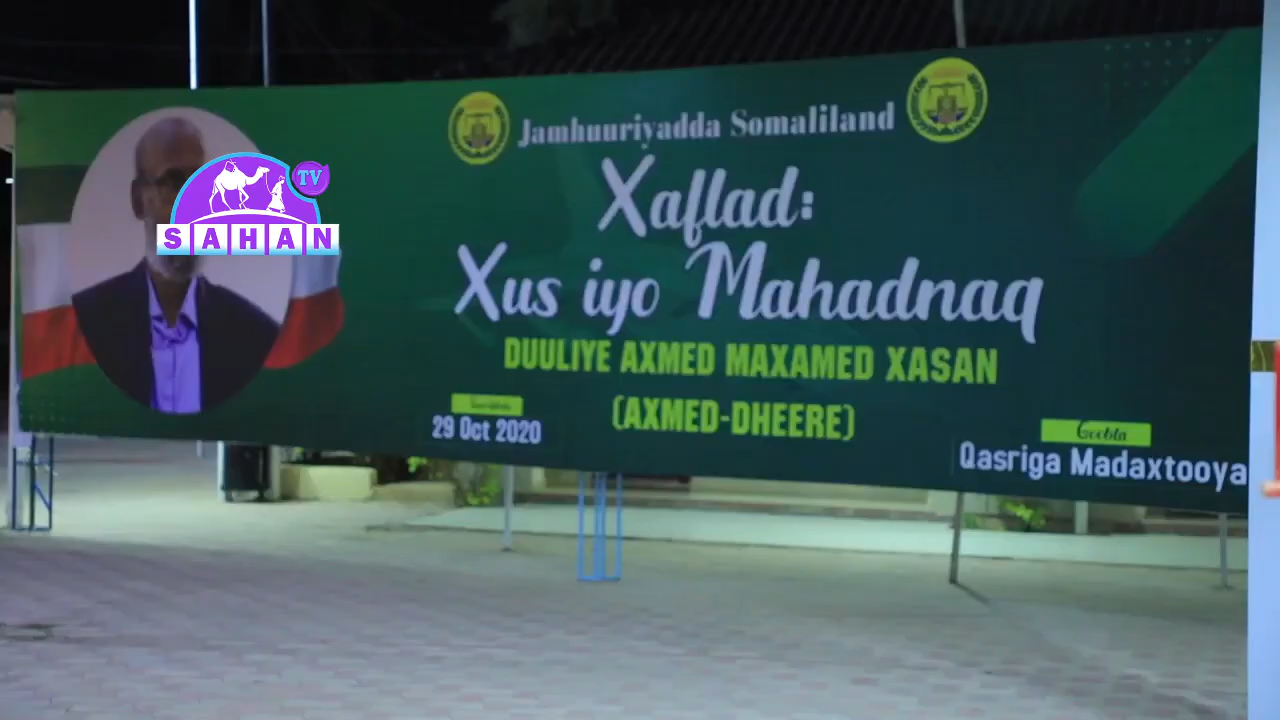 Jamhuuriyadda Somaliland
Xaflad:
Xus iyo Mahadnaq
DUULIYE AXMED MAXAMED XASAN
(AXMED-DHEERE)
29 Oct 2020
Goobta
Qasriga Madaxtooyada
TV
SAHAN